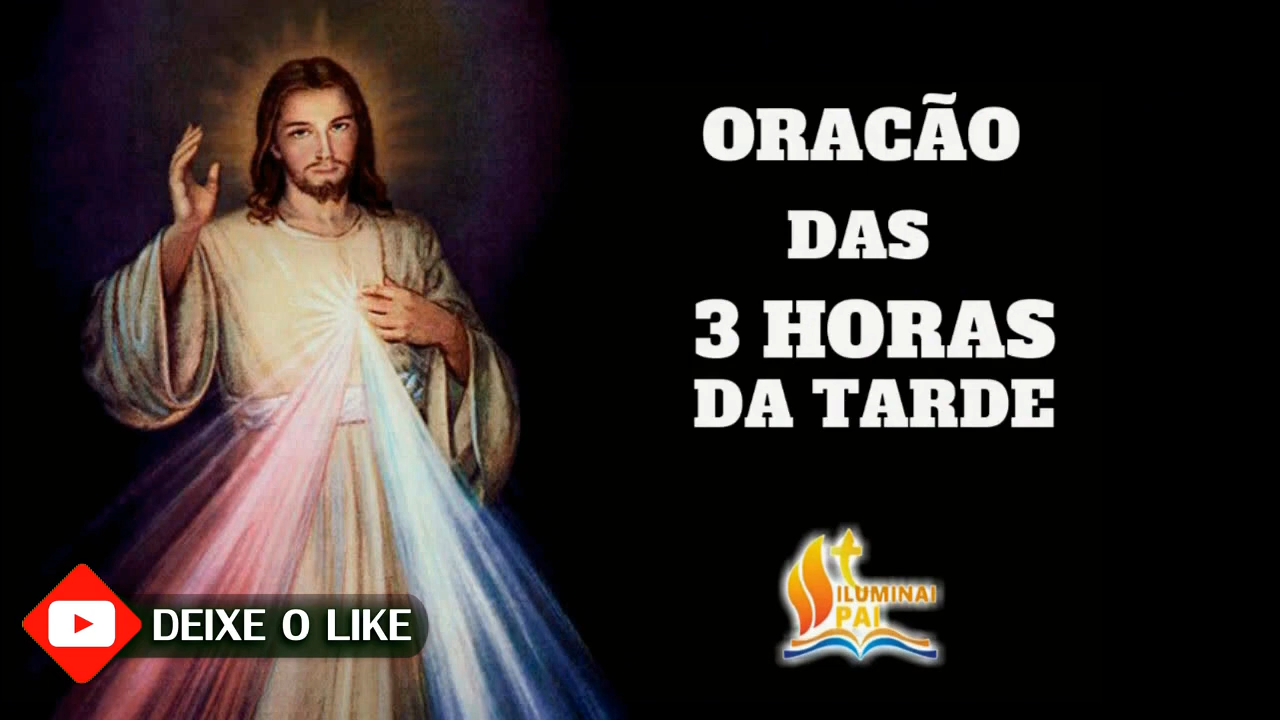 ORACÃO
DAS
3 HORAS
DA TARDE
ILUMINAI
PAI
DEIXE O LIKE